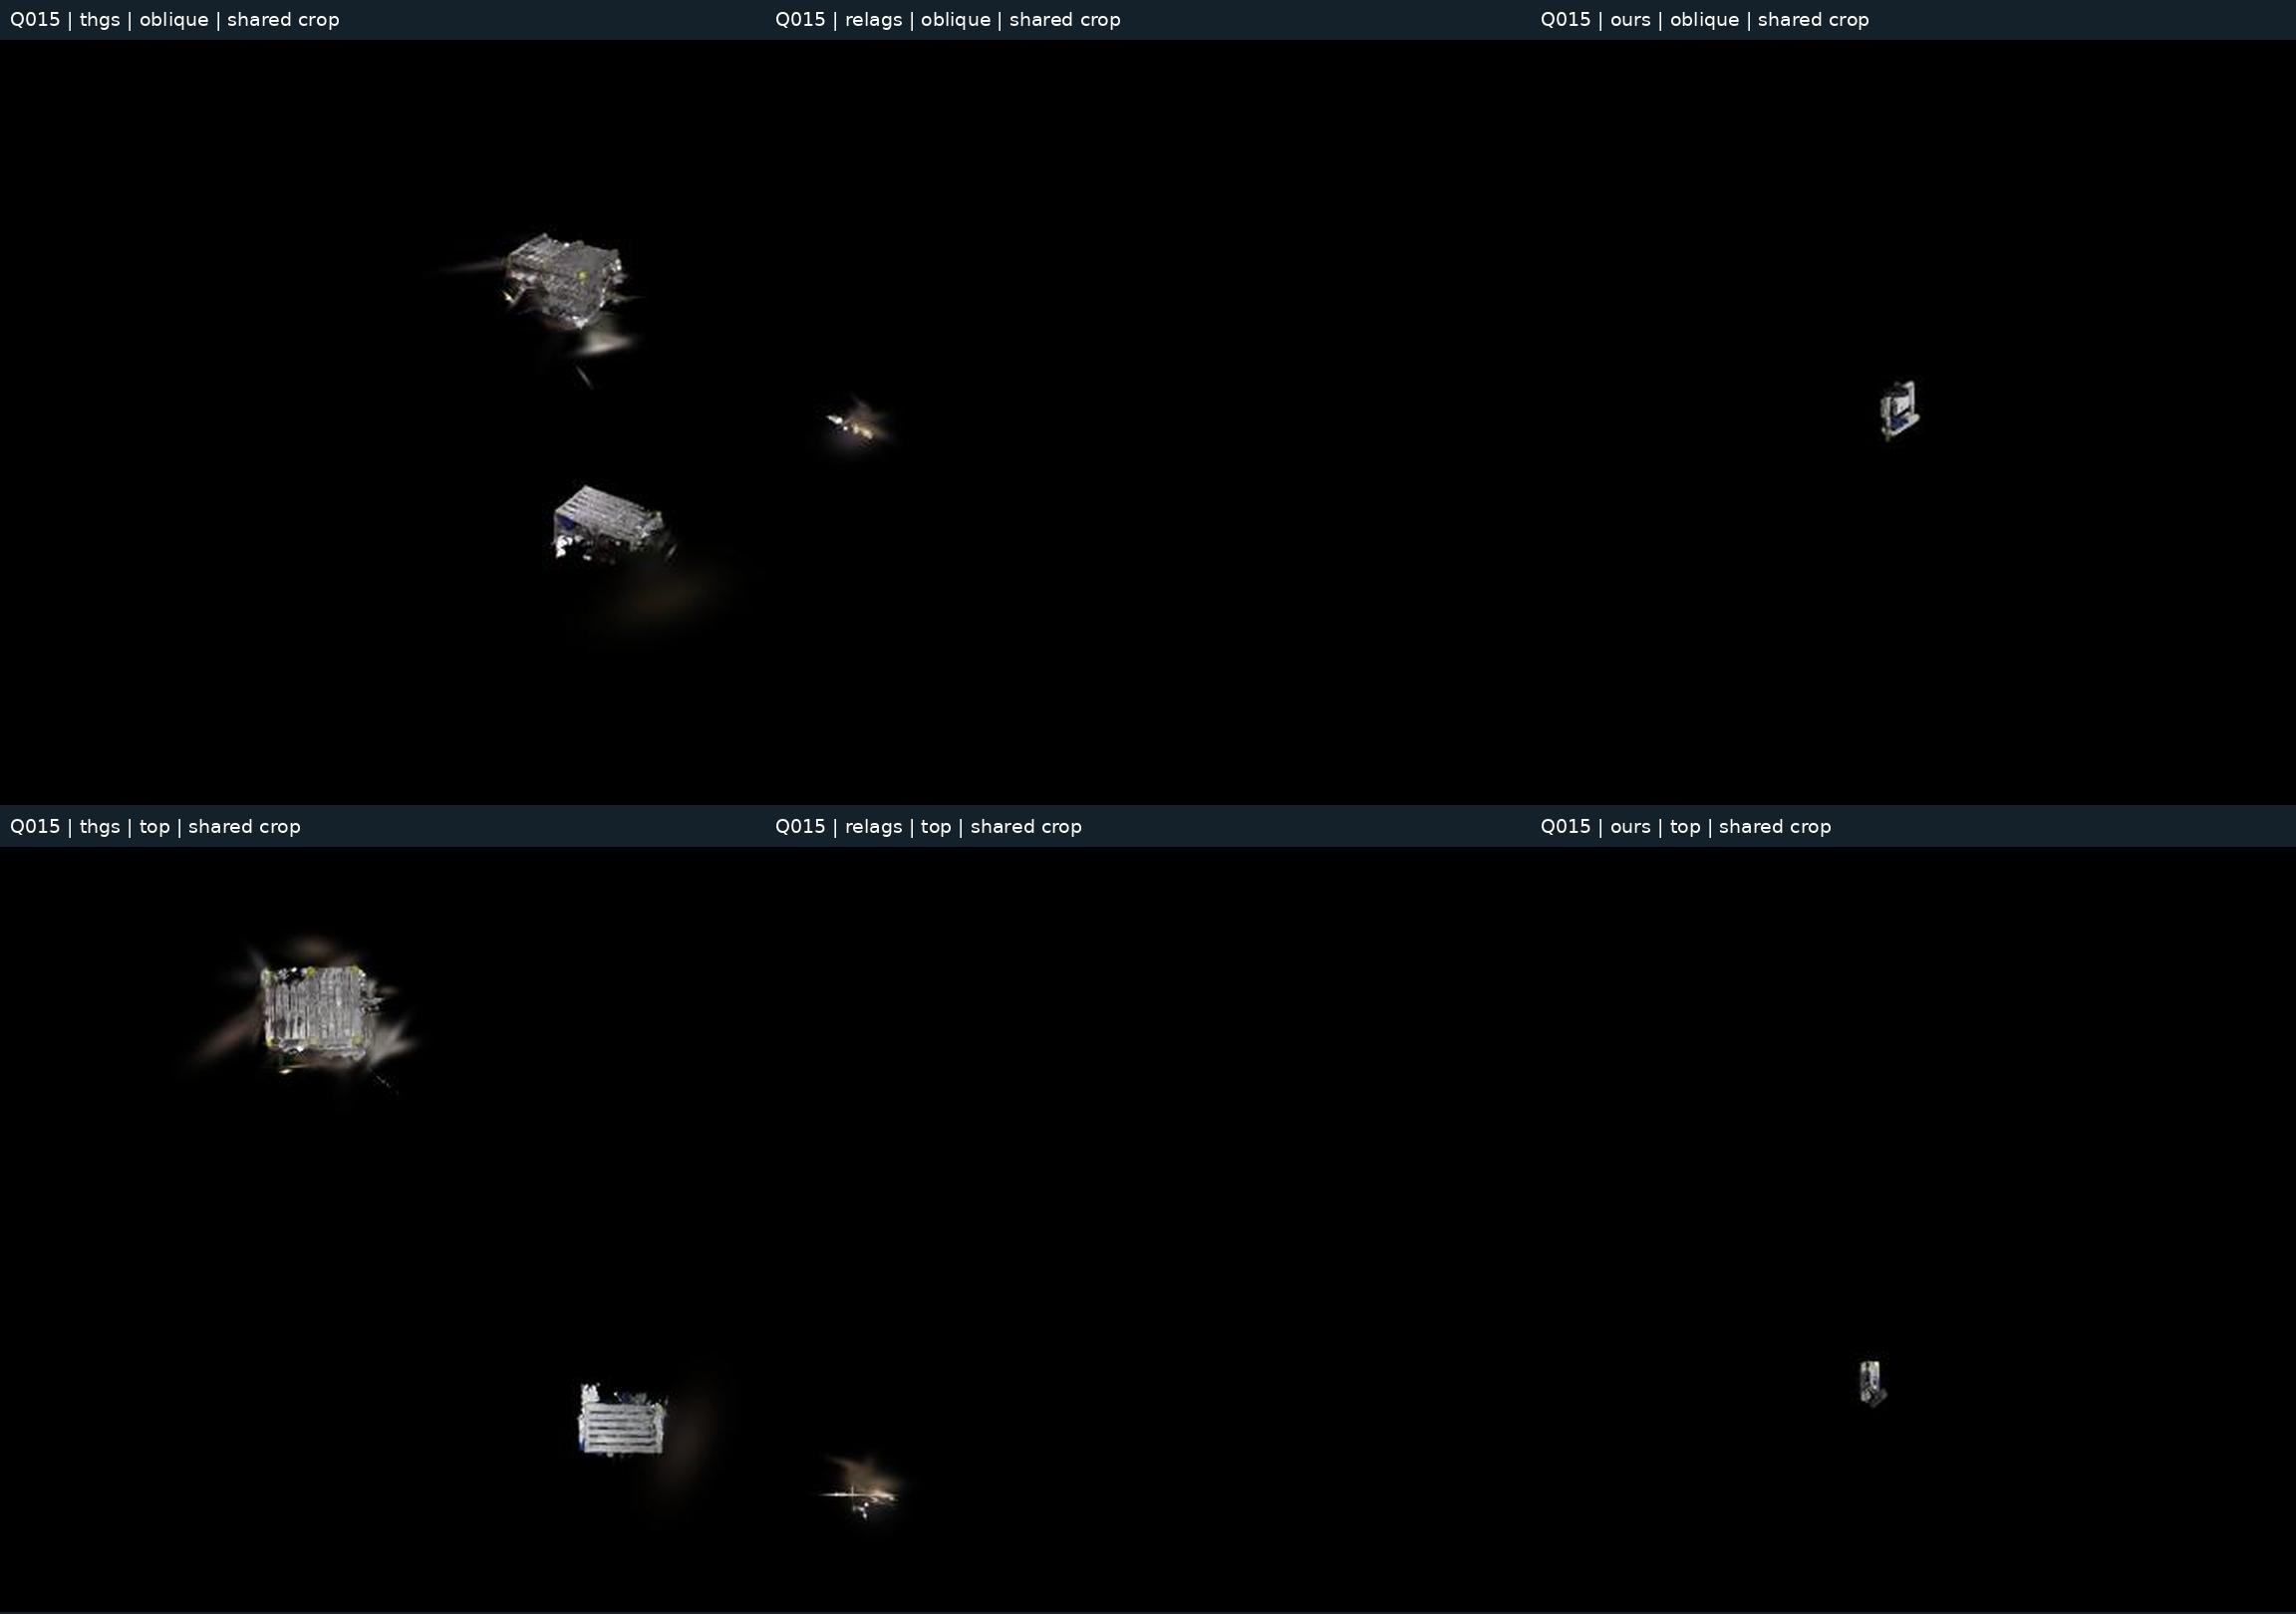 Q015 | thgs | oblique | shared crop
Q015 | relags | oblique | shared crop
Q015 | ours | oblique | shared crop
Q015 | thgs | top | shared crop
Q015 | relags | top | shared crop
Q015 | ours | top | shared crop